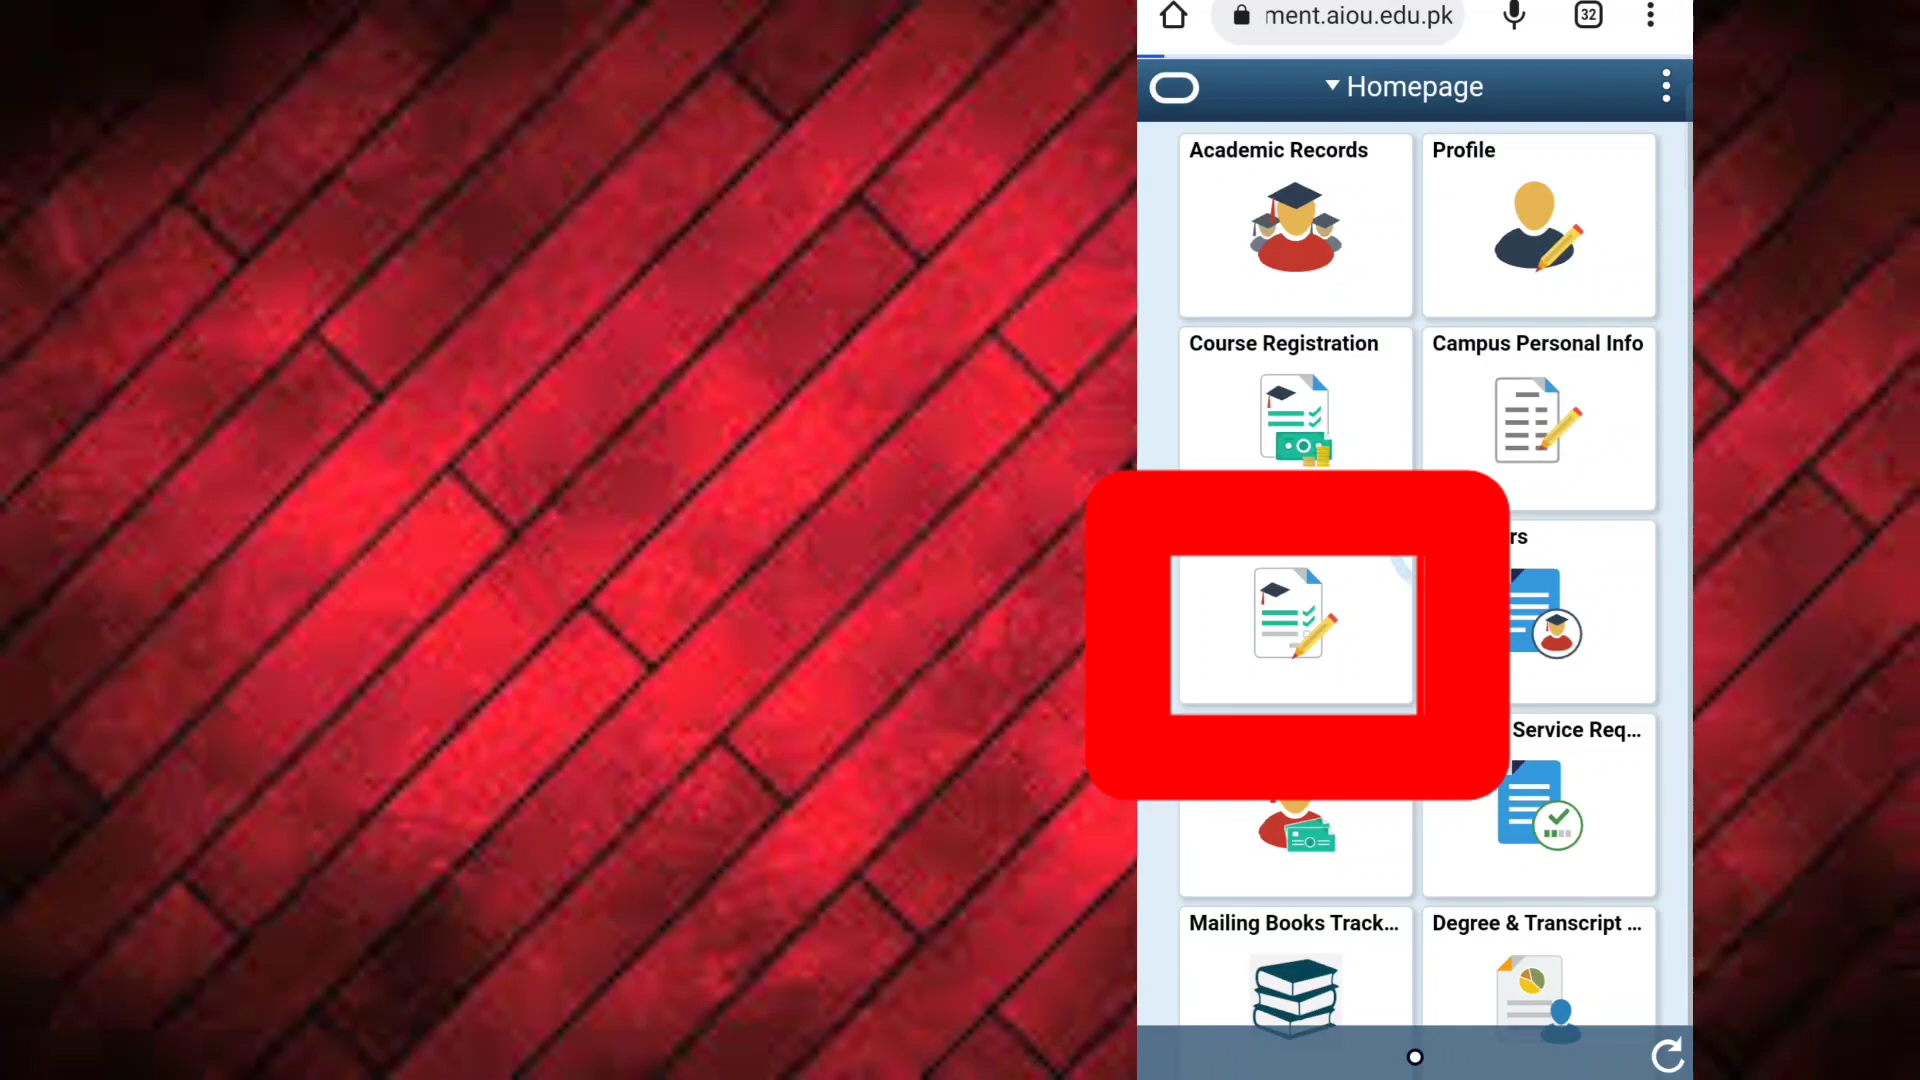 ment.aiou.edu.pk
32
Homepage
Academic Records
Profile
Course Registration
Campus Personal Info
rs
Service Req...
Mailing Books Track...
Degree & Transcript ...